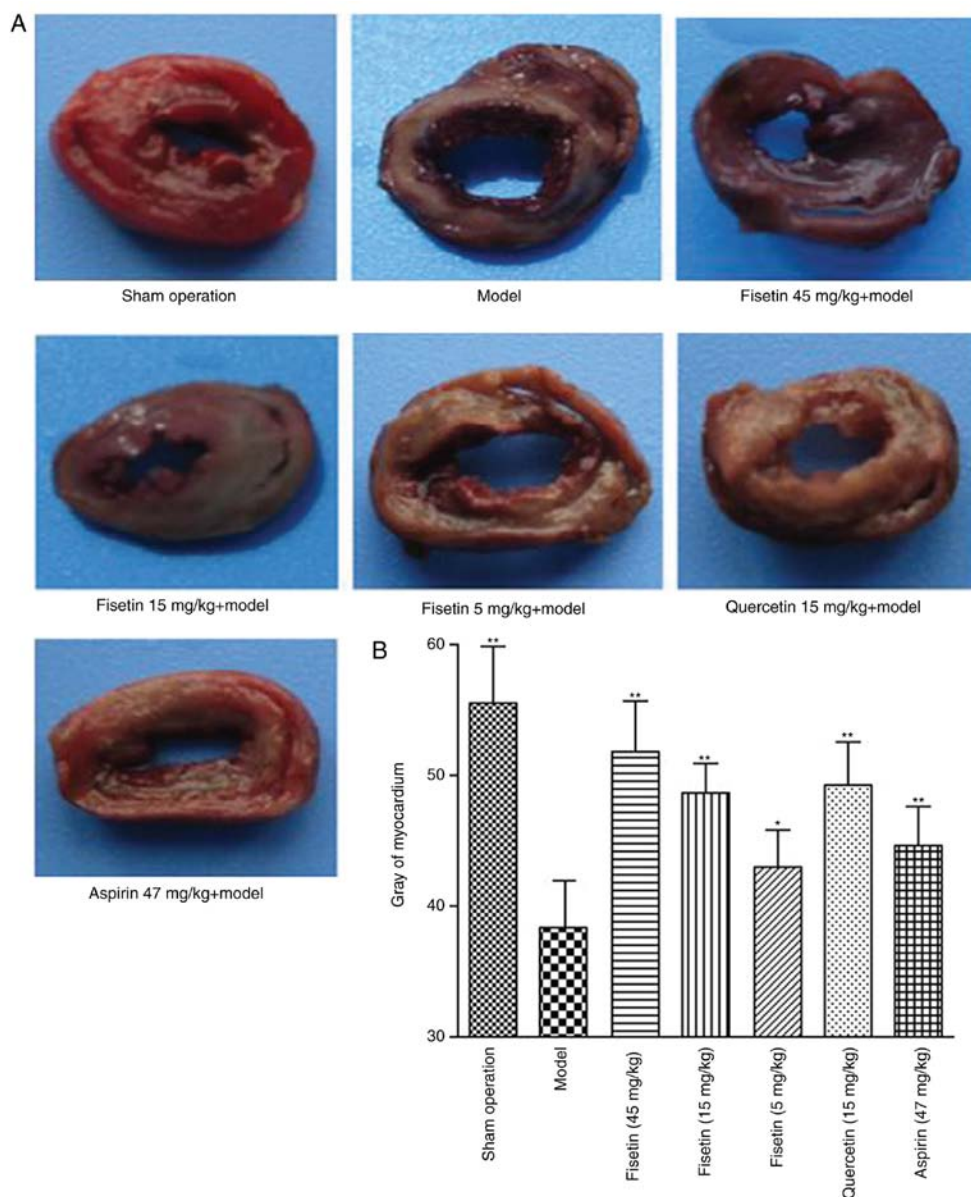 A
Sham operation
Model
Fisetin 45 mg/kg+model
Fisetin 15 mg/kg+model
Fisetin 5 mg/kg+model
Quercetin 15 mg/kg+model
Aspirin 47 mg/kg+model
B
Gray of myocardium
60
50
40
30
**
**
**
*
**
**
Sham operation
Model
Fisetin (45 mg/kg)
Fisetin (15 mg/kg)
Fisetin (5 mg/kg)
Quercetin (15 mg/kg)
Aspirin (47 mg/kg)